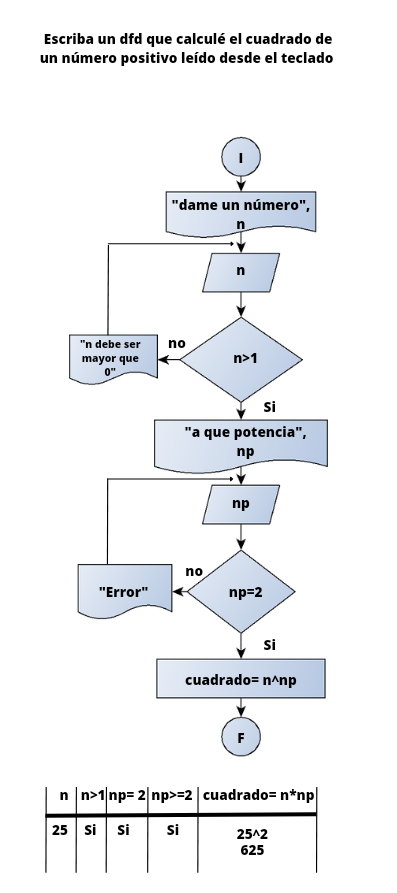 Escriba un dfd que calculé el cuadrado de
un número positivo leído desde el teclado
I
"dame un número",
n
n
"n debe ser
mayor que
0"
no
n>1
Si
"a que potencia",
np
np
no
"Error"
np=2
Si
cuadrado= n^np
F
n n>1 np= 2 np>=2 cuadrado= n*np
25 Si Si Si 25^2
625